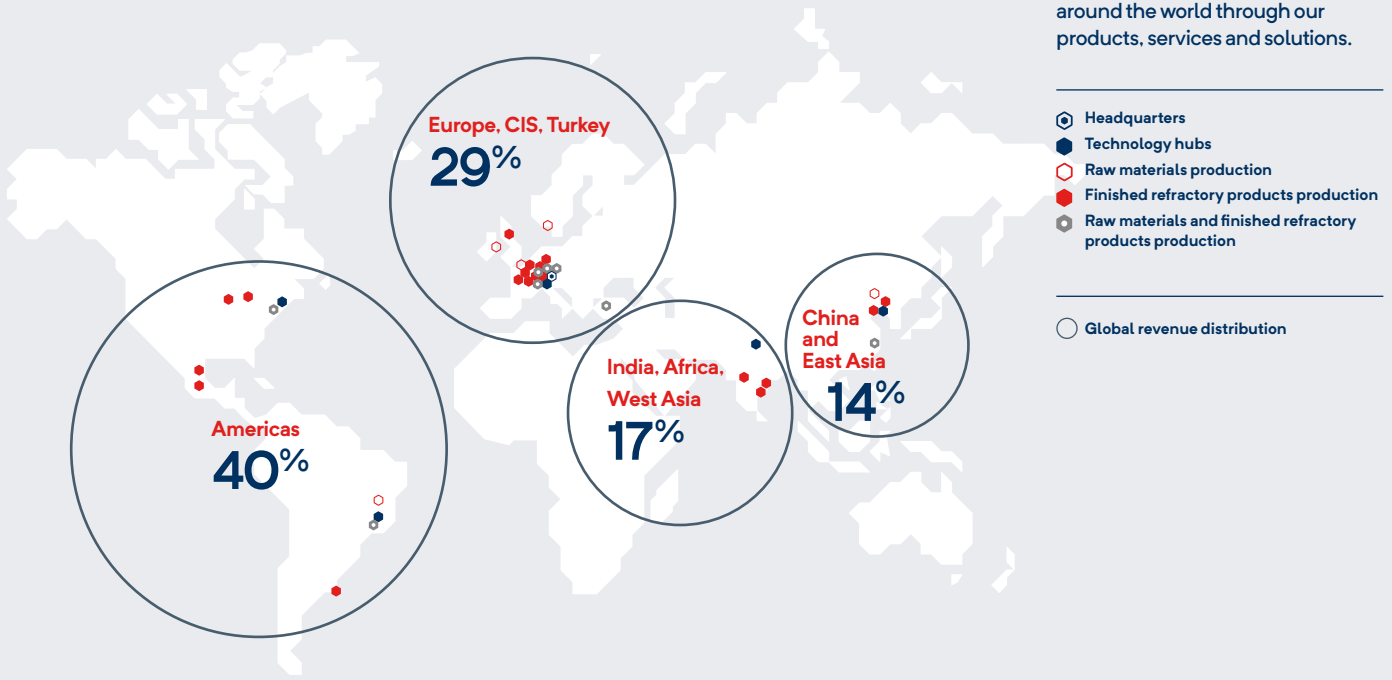 around the world through our
products, services and solutions.
Headquarters
Technology hubs
Raw materials production
Finished refractory products production
Raw materials and finished refractory
products production
Global revenue distribution
Europe, CIS, Turkey
29%
Americas
40%
India, Africa,
West Asia
17%
China
and
East Asia
14%